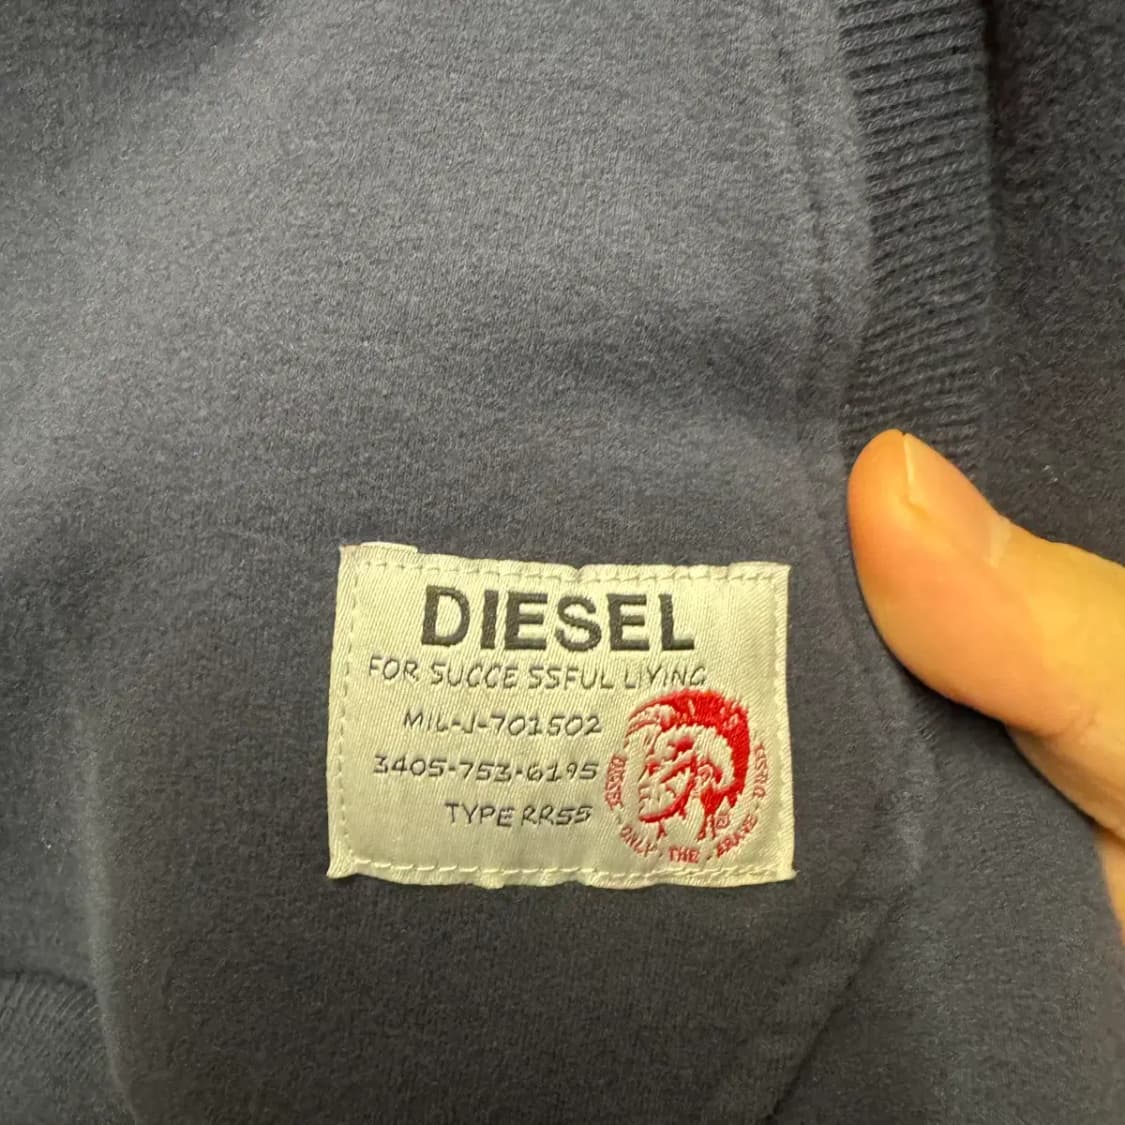 DIESEL
FOR SUCCE SSFUL LIVING
MIL-J-701502
3405-753-6195
TYPE RR55
DIESEL · ONLY · THE · BRAVE · DIESEL